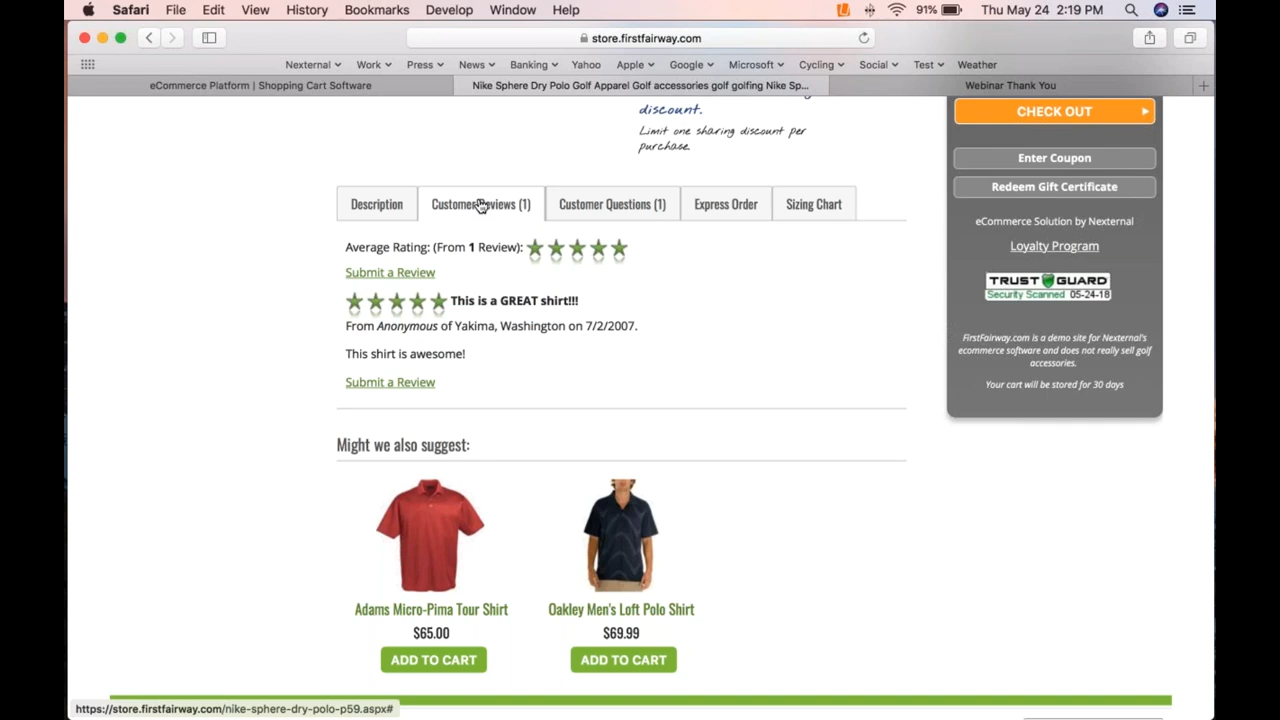 Safari File Edit View History Bookmarks Develop Window Help 91% Thu May 24 2:19 PM
store.firstfairway.com
Nexternal Work Press News Banking Yahoo Apple Google Microsoft Cycling Social Test Weather
eCommerce Platform | Shopping Cart Software
Nike Sphere Dry Polo Golf Apparel Golf accessories golf golfing Nike Sp...
Webinar Thank You
discount.
Limit one sharing discount per
purchase.
CHECK OUT
Enter Coupon
Redeem Gift Certificate
eCommerce Solution by Nexternal
Loyalty Program
TRUST GUARD
Security Scanned 05-24-18
FirstFairway.com is a demo site for Nexternal's
ecommerce software and does not really sell golf
accessories.
Your cart will be stored for 30 days
Description Customer Reviews (1) Customer Questions (1) Express Order Sizing Chart
Average Rating: (From 1 Review):
Submit a Review
This is a GREAT shirt!!!
From Anonymous of Yakima, Washington on 7/2/2007.
This shirt is awesome!
Submit a Review
Might we also suggest:
Adams Micro-Pima Tour Shirt
$65.00
ADD TO CART
Oakley Men's Loft Polo Shirt
$69.99
ADD TO CART
https://store.firstfairway.com/nike-sphere-dry-polo-p59.aspx#